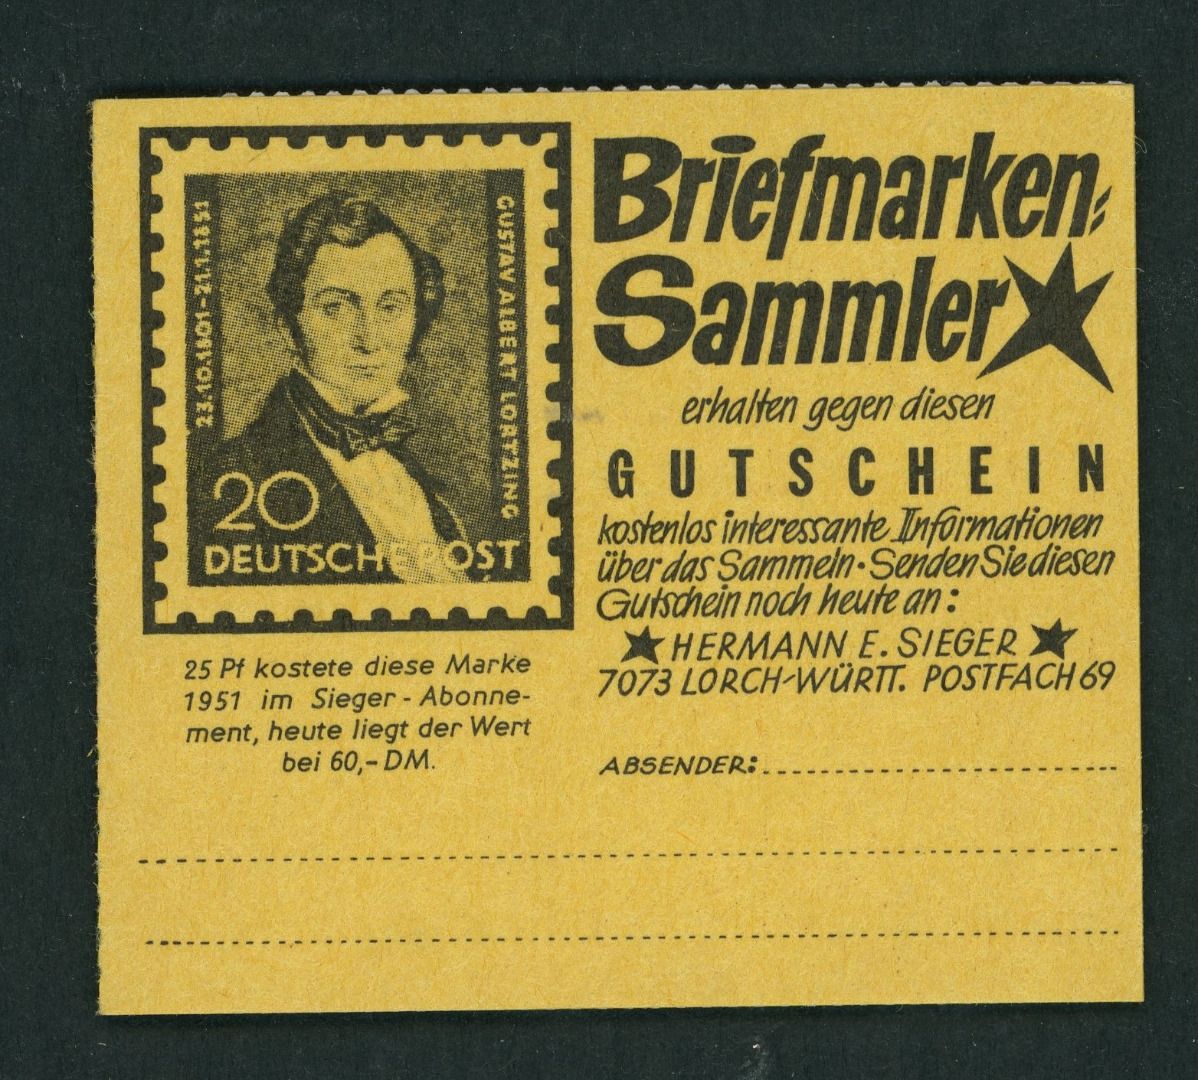 23.10.1801-21.1.1851
GUSTAV ALBERT LORTZING
20
DEUTSCHE POST
25 Pf kostete diese Marke
1951 im Sieger - Abonne-
ment, heute liegt der Wert
bei 60,- DM.
Briefmarken-
Sammler
erhalten gegen diesen
GUTSCHEIN
kostenlos interessante Informationen
über das Sammeln · Senden Sie diesen
Gutschein noch heute an:
HERMANN E. SIEGER
7073 LORCH-WÜRTT. POSTFACH 69
ABSENDER: